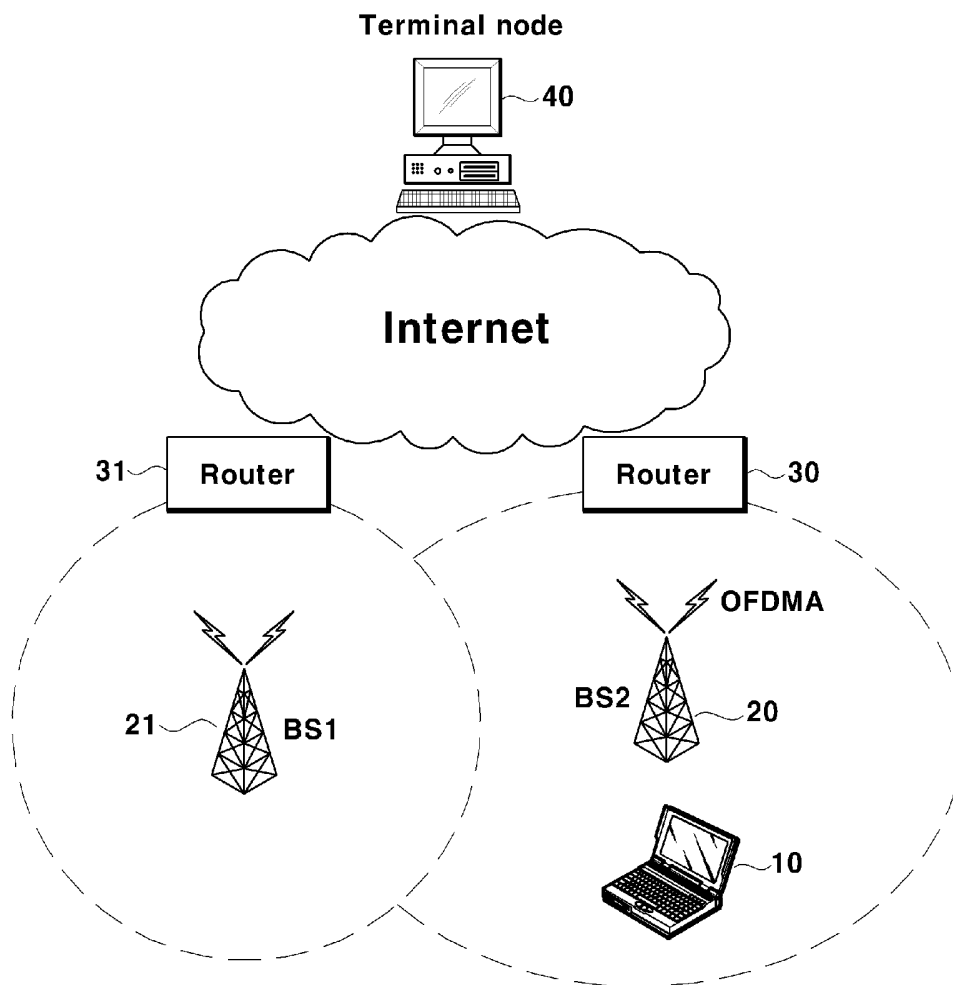 Terminal node
40
Internet
31
Router
Router
30
OFDMA
BS2
20
21
BS1
10